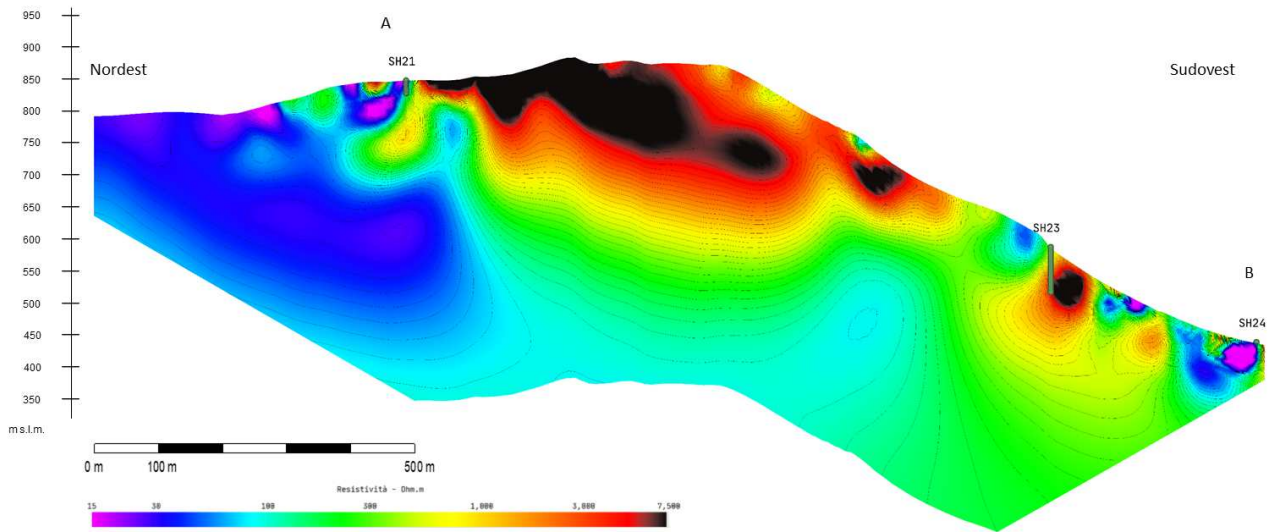 A
Nordest
Sudovest
SH21
SH23
B
SH24
950
900
850
800
750
700
650
600
550
500
450
400
350
m s.l.m.
0 m 100 m 500 m
Resistività - Ohm.m
15 30 100 300 1,000 3,000 7,500